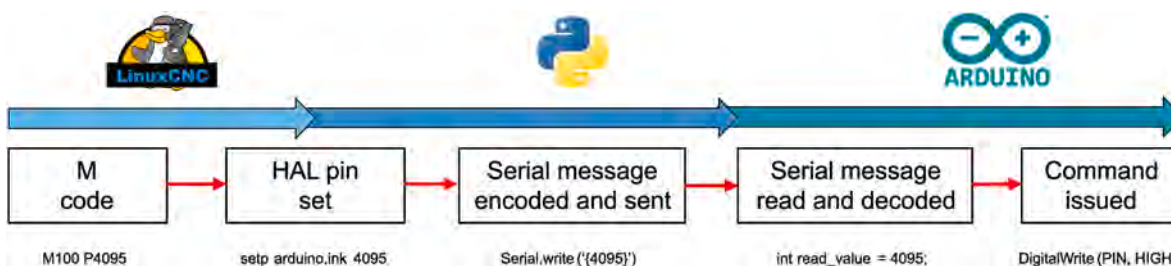 LinuxCNC
ARDUINO
M
code
HAL pin
set
Serial message
encoded and sent
Serial message
read and decoded
Command
issued
M100 P4095
setp arduino.ink 4095
Serial.write('{4095}')
int read_value = 4095;
DigitalWrite (PIN, HIGH